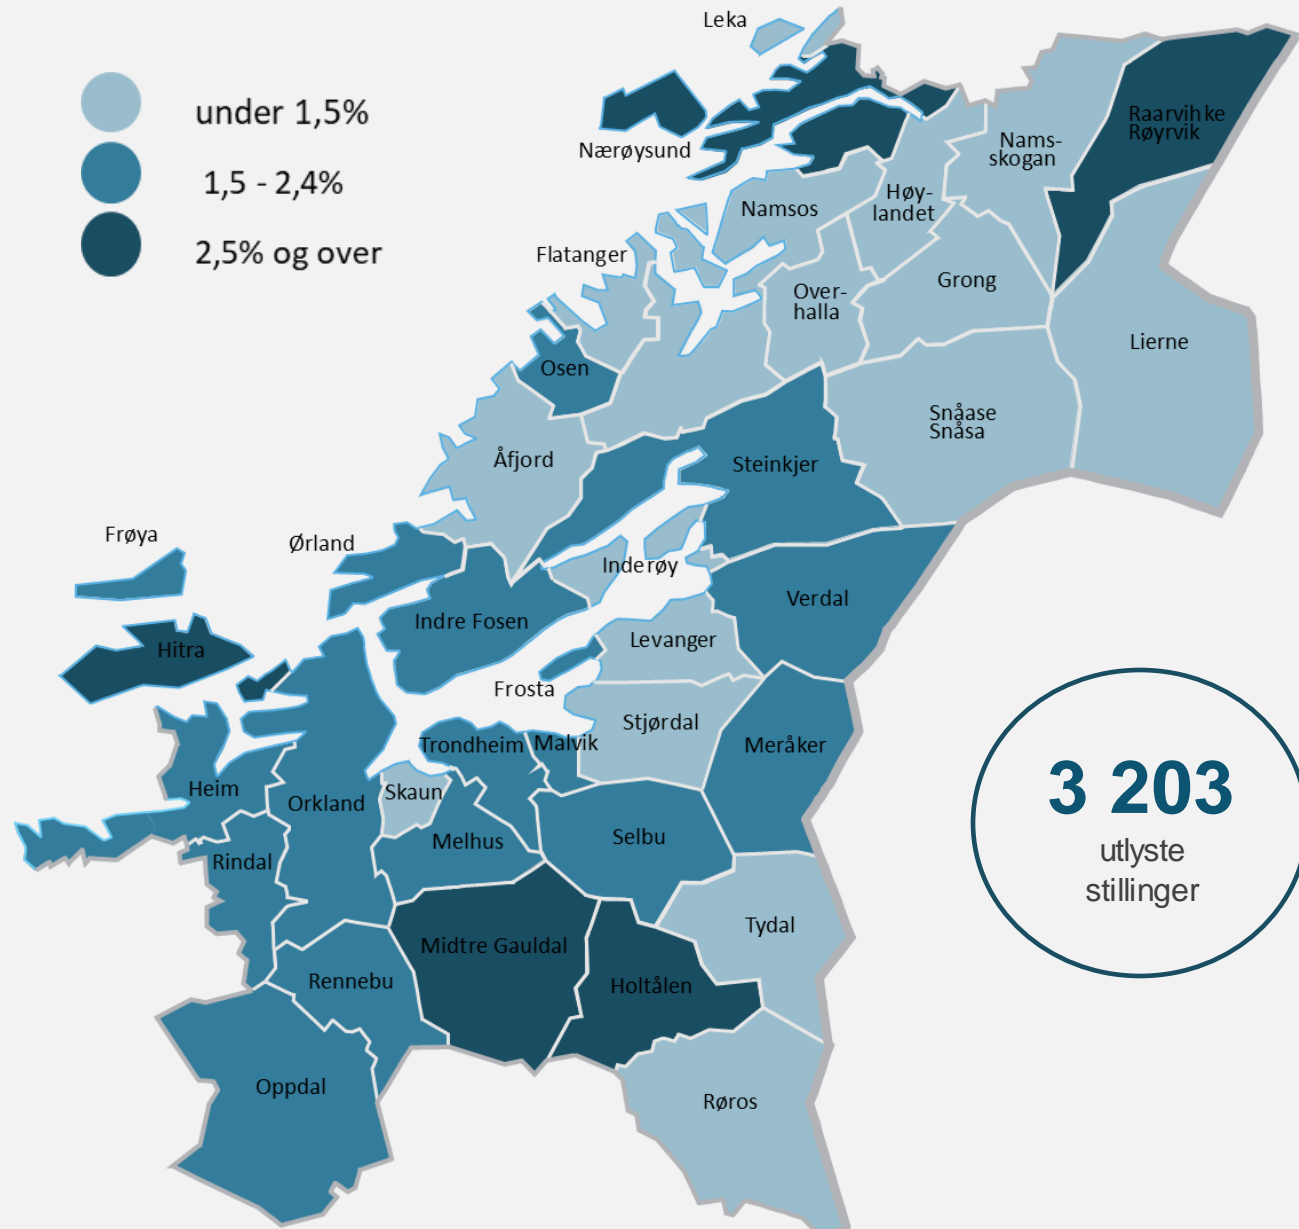 Leka
under 1,5%
1,5 - 2,4%
2,5% og over
Nærøysund
Raarvihke
Røyrvik
Nams-
skogan
Høy-
landet
Namsos
Flatanger
Over-
halla
Grong
Lierne
Osen
Snåase
Snåsa
Åfjord
Steinkjer
Frøya
Ørland
Inderøy
Verdal
Indre Fosen
Levanger
Hitra
Frosta
Stjørdal
Trondheim
Malvik
Meråker
Heim
Orkland
Skaun
Melhus
Selbu
Rindal
3 203
utlyste
stillinger
Tydal
Midtre Gauldal
Rennebu
Holtålen
Oppdal
Røros